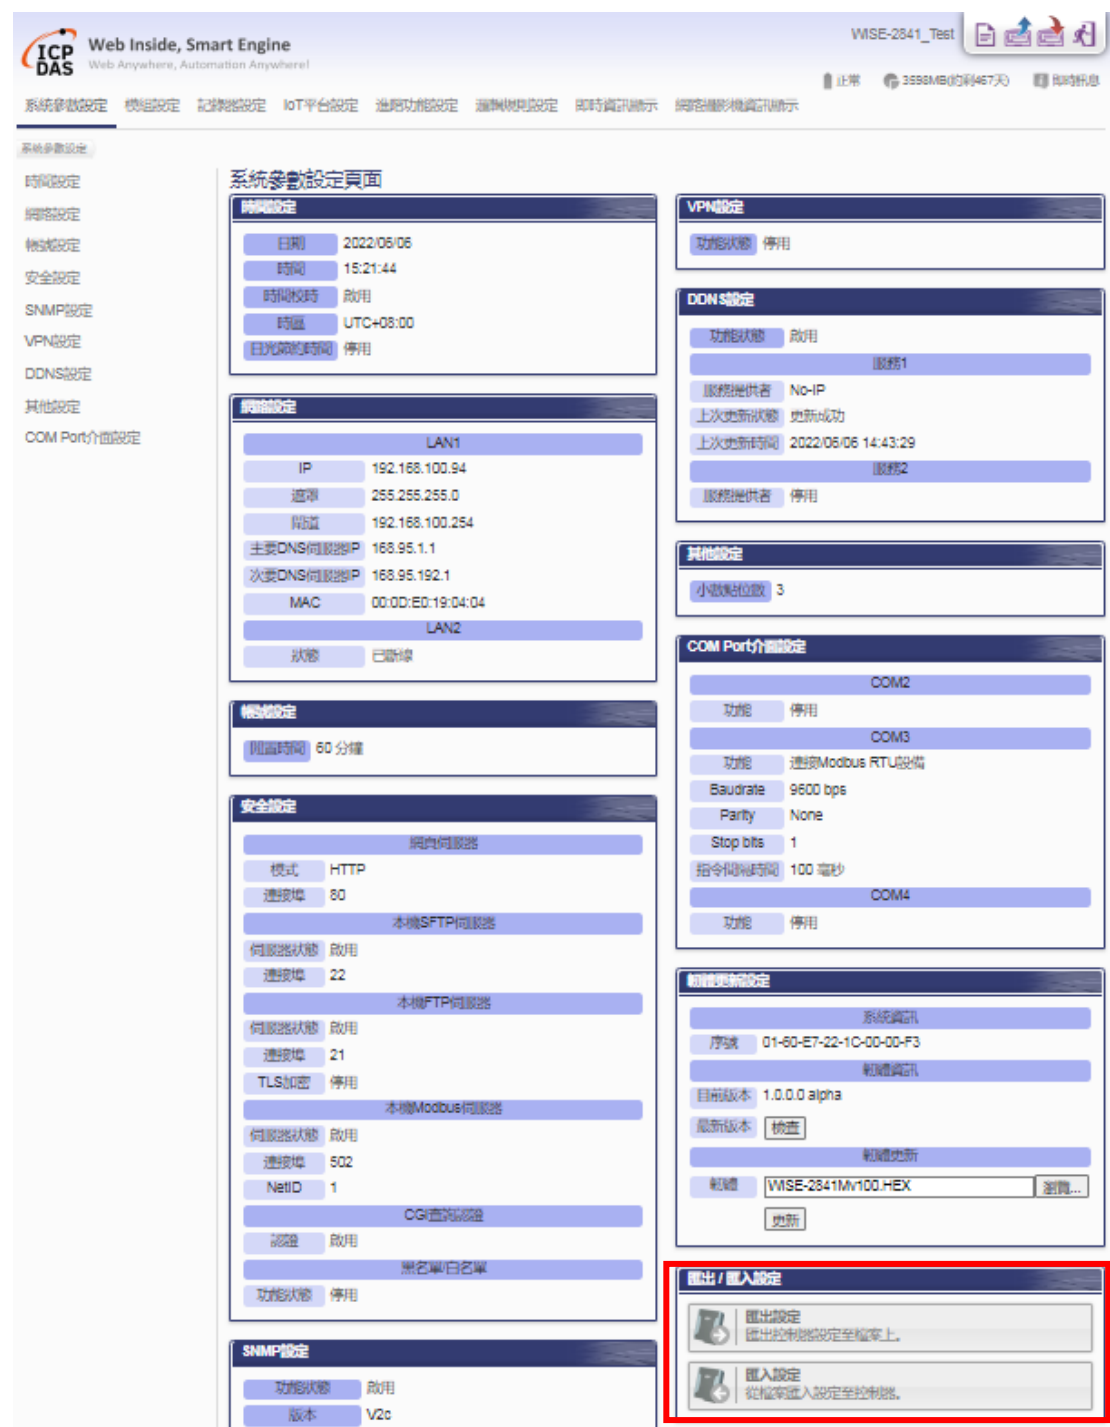 ICP DAS
Web Inside, Smart Engine
Web Anywhere, Automation Anywhere!
WISE-2841_Test
正常
3598MB(約剩467天)
即時訊息
系統參數設定 模組設定 記錄器設定 IoT平台設定 進階功能設定 邏輯規則設定 即時資訊顯示 網路攝影機資訊顯示
系統參數設定
時間設定
網路設定
帳號設定
安全設定
SNMP設定
VPN設定
DDNS設定
其他設定
COM Port介面設定
系統參數設定頁面
時間設定
日期 2022/06/06
時間 15:21:44
時間校時 啟用
時區 UTC+08:00
日光節約時間 停用
網路設定
LAN1
IP 192.168.100.94
遮罩 255.255.255.0
閘道 192.168.100.254
主要DNS伺服器IP 168.95.1.1
次要DNS伺服器IP 168.95.192.1
MAC 00:0D:E0:19:04:04
LAN2
狀態 已斷線
帳號設定
閒置時間 60 分鐘
安全設定
網頁伺服器
模式 HTTP
連接埠 80
本機SFTP伺服器
伺服器狀態 啟用
連接埠 22
本機FTP伺服器
伺服器狀態 啟用
連接埠 21
TLS加密 停用
本機Modbus伺服器
伺服器狀態 啟用
連接埠 502
NetID 1
CGI查詢認證
認證 啟用
黑名單/白名單
功能狀態 停用
SNMP設定
功能狀態 啟用
版本 V2c
VPN設定
功能狀態 停用
DDNS設定
功能狀態 啟用
服務1
服務提供者 No-IP
上次更新狀態 更新成功
上次更新時間 2022/06/06 14:43:29
服務2
服務提供者 停用
其他設定
小數點位數 3
COM Port介面設定
COM2
功能 停用
COM3
功能 連接Modbus RTU設備
Baudrate 9600 bps
Parity None
Stop bits 1
指令間隔時間 100 毫秒
COM4
功能 停用
韌體更新設定
系統資訊
序號 01-60-E7-22-1C-00-00-F3
韌體資訊
目前版本 1.0.0.0 alpha
最新版本 檢查
韌體更新
韌體 WISE-2841Mv100.HEX 瀏覽...
更新
匯出 / 匯入設定
匯出設定
匯出控制器設定至檔案上。
匯入設定
從檔案匯入設定至控制器。